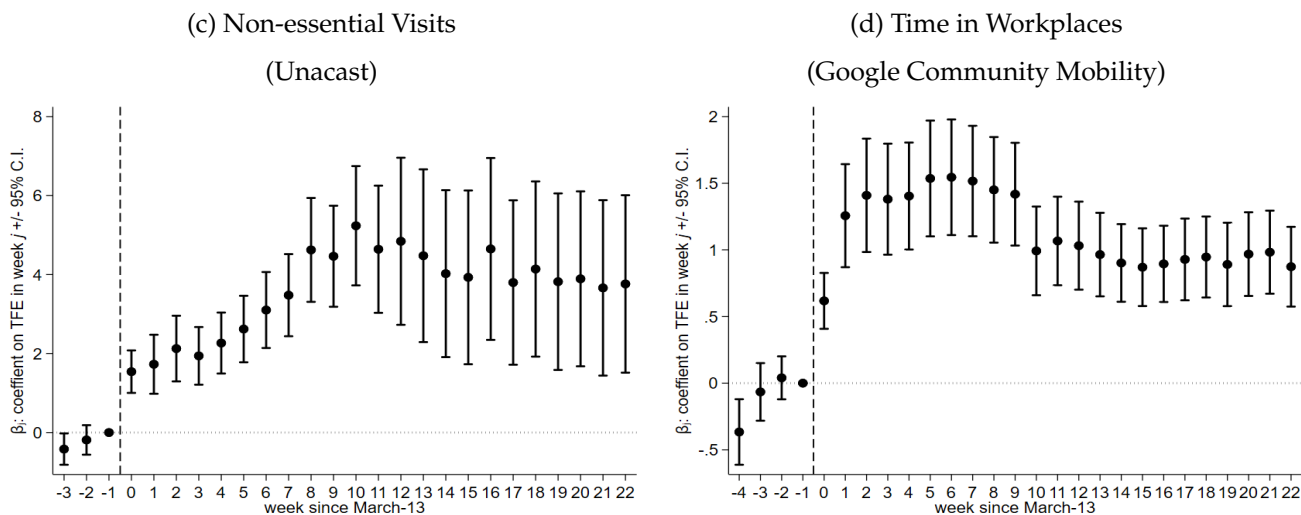 (c) Non-essential Visits
(Unacast)
βj: coeffient on TFE in week j +/- 95% C.I.
8
6
4
2
0
-3 -2 -1 0 1 2 3 4 5 6 7 8 9 10 11 12 13 14 15 16 17 18 19 20 21 22
week since March-13
(d) Time in Workplaces
(Google Community Mobility)
βj: coeffient on TFE in week j +/- 95% C.I.
2
1.5
1
.5
0
-.5
-4 -3 -2 -1 0 1 2 3 4 5 6 7 8 9 10 11 12 13 14 15 16 17 18 19 20 21 22
week since March-13